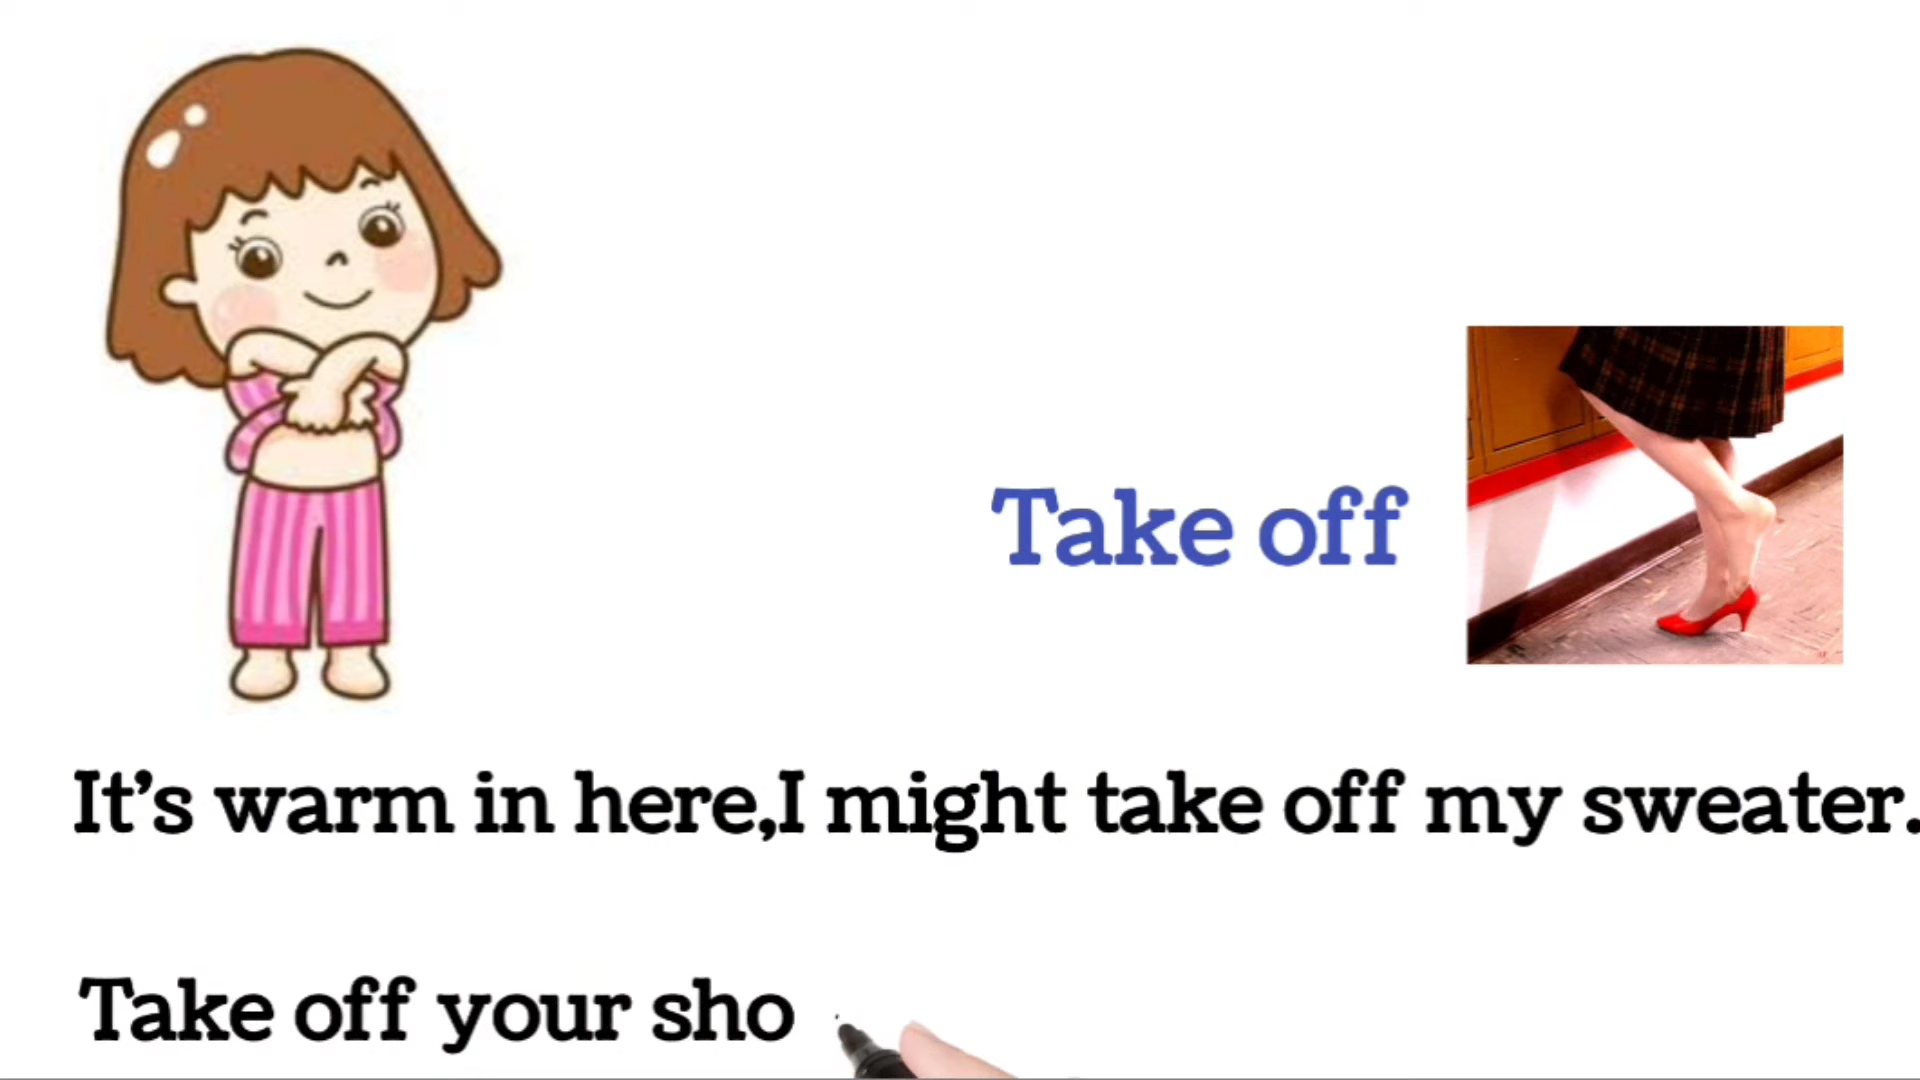 Take off
It's warm in here,I might take off my sweater.
Take off your sho